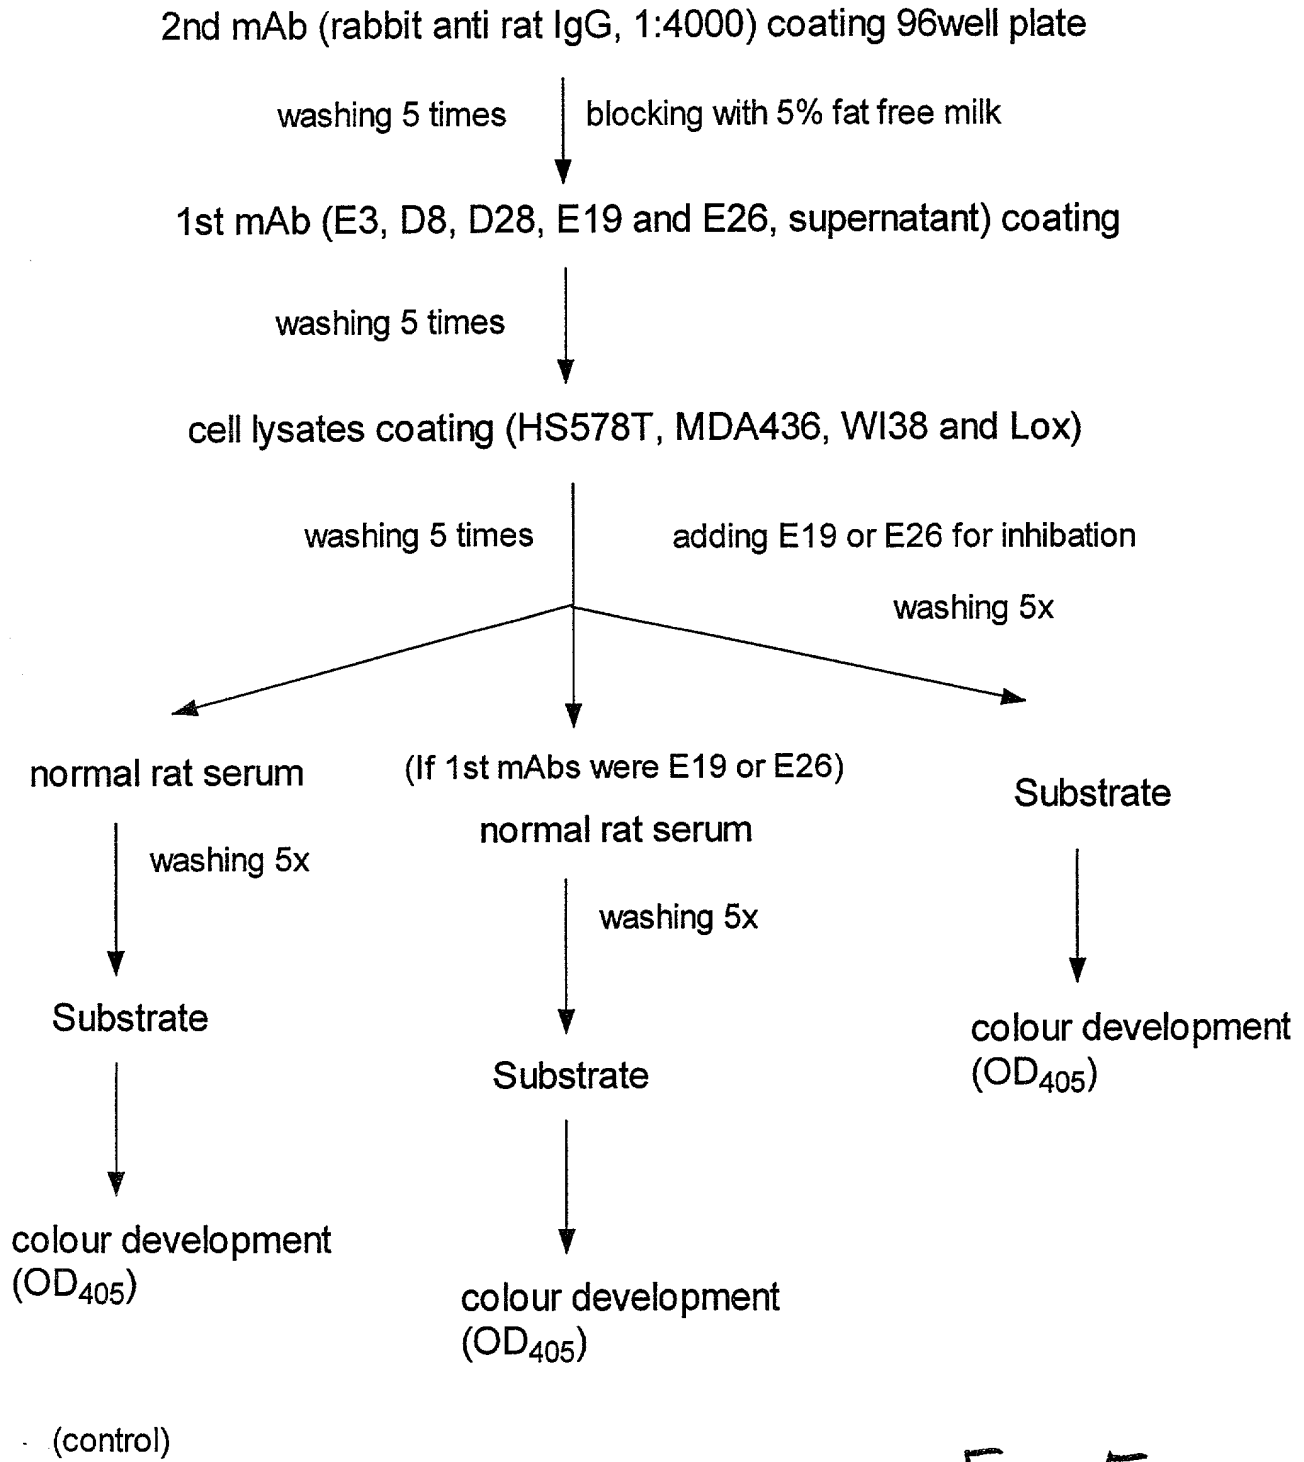 2nd mAb (rabbit anti rat IgG, 1:4000) coating 96well plate
washing 5 times
blocking with 5% fat free milk
1st mAb (E3, D8, D28, E19 and E26, supernatant) coating
washing 5 times
cell lysates coating (HS578T, MDA436, WI38 and Lox)
washing 5 times
adding E19 or E26 for inhibation
washing 5x
normal rat serum
(If 1st mAbs were E19 or E26)
normal rat serum
Substrate
washing 5x
washing 5x
Substrate
Substrate
colour development
(OD405)
colour development
(OD405)
colour development
(OD405)
(control)